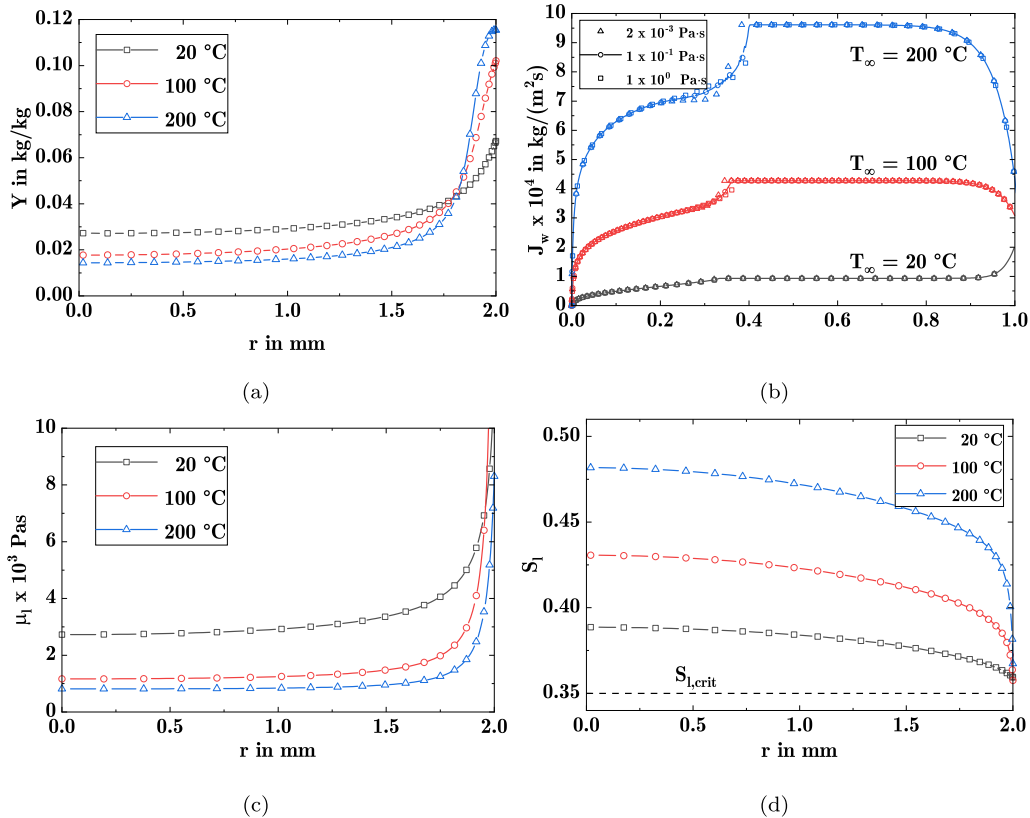 0.12
0.10
0.08
0.06
0.04
0.02
0.00
Y in kg/kg
20 °C
100 °C
200 °C
0.0 0.5 1.0 1.5 2.0
r in mm
(a)
10
9
8
7
6
5
4
3
2
1
0
J_w x 10^4 in kg/(m^2s)
2 x 10^-3 Pa·s
1 x 10^-1 Pa·s
1 x 10^0 Pa·s
T_∞ = 200 °C
T_∞ = 100 °C
T_∞ = 20 °C
0.0 0.2 0.4 0.6 0.8 1.0
(b)
10
8
6
4
2
0
μ_l x 10^3 Pas
20 °C
100 °C
200 °C
0.0 0.5 1.0 1.5 2.0
r in mm
(c)
0.50
0.45
0.40
0.35
S_l
20 °C
100 °C
200 °C
S_l,crit
0.0 0.5 1.0 1.5 2.0
r in mm
(d)